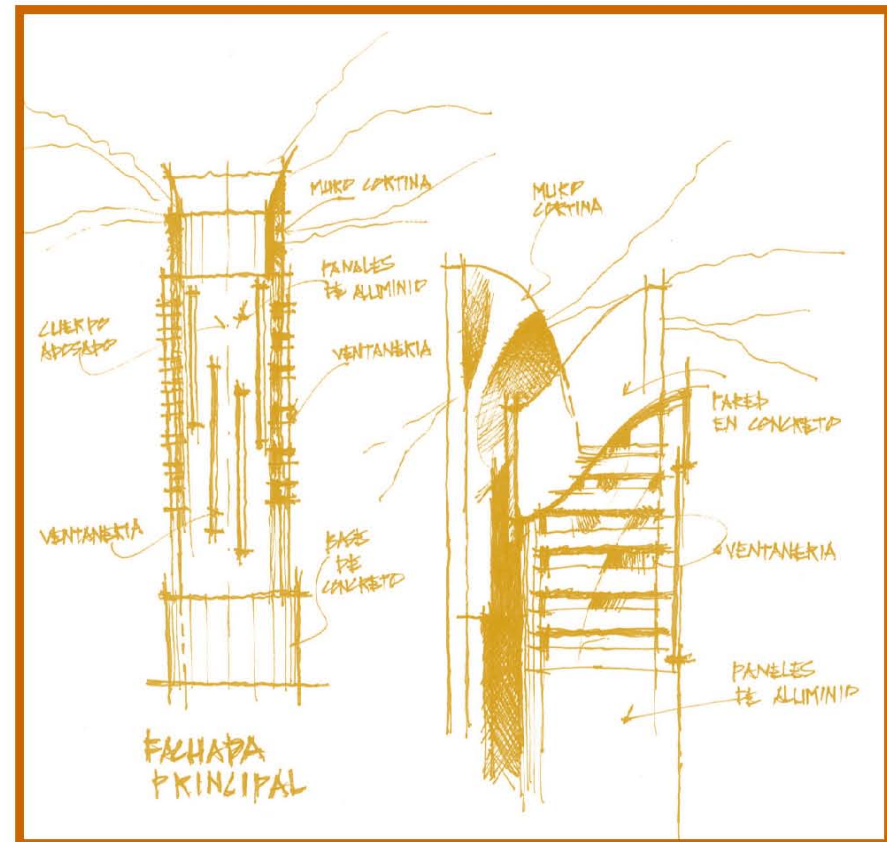 MURO CORTINA
PANALES
DE ALUMINIO
CUERPO
ADOSADO
VENTANERIA
VENTANERIA
BASE
DE
CONCRETO
FACHADA
PRINCIPAL
MURO
CORTINA
PARED
EN CONCRETO
VENTANERIA
PANELES
DE ALUMINIO